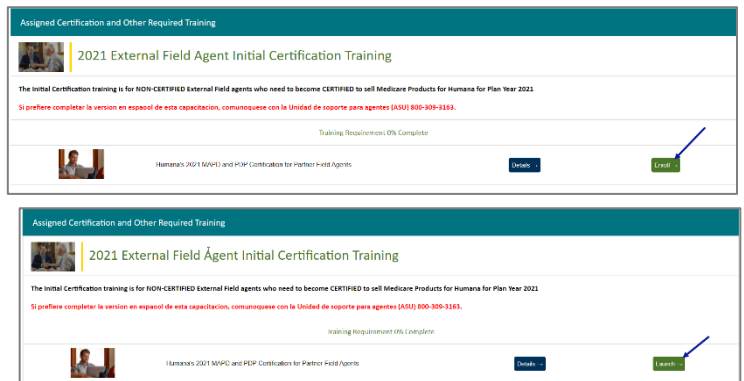 Assigned Certification and Other Required Training
2021 External Field Agent Initial Certification Training
The Initial Certification training is for NON-CERTIFIED External Field agents who need to become CERTIFIED to sell Medicare Products for Humana for Plan Year 2021
Si prefiere completar la version en espaool de esta capacitacion, comunoquese con la Unidad de soporte para agentes (ASU) 800-309-3163.
Training Requirement 0% Complete
Humana's 2021 MAPD and PDP Certification for Partner Field Agents Details → Enroll →
Assigned Certification and Other Required Training
2021 External Field Agent Initial Certification Training
The Initial Certification training is for NON-CERTIFIED External Field agents who need to become CERTIFIED to sell Medicare Products for Humana for Plan Year 2021
Si prefiere completar la version en espaool de esta capacitacion, comunoquese con la Unidad de soporte para agentes (ASU) 800-309-3163.
Training Requirement 0% Complete
Humana's 2021 MAPD and PDP Certification for Partner Field Agents Details → Launch →